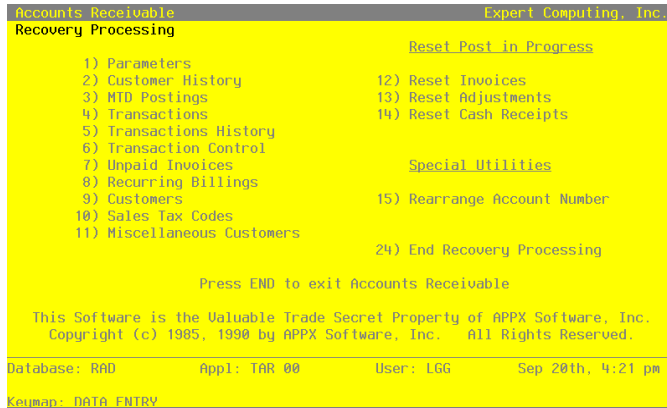 Accounts Receivable Expert Computing, Inc.
Recovery Processing
Reset Post in Progress
1) Parameters
2) Customer History 12) Reset Invoices
3) MTD Postings 13) Reset Adjustments
4) Transactions 14) Reset Cash Receipts
5) Transactions History
6) Transaction Control
7) Unpaid Invoices Special Utilities
8) Recurring Billings
9) Customers 15) Rearrange Account Number
10) Sales Tax Codes
11) Miscellaneous Customers
24) End Recovery Processing
Press END to exit Accounts Receivable
This Software is the Valuable Trade Secret Property of APPX Software, Inc.
Copyright (c) 1985, 1990 by APPX Software, Inc. All Rights Reserved.
Database: RAD Appl: TAR 00 User: LGG Sep 20th, 4:21 pm
Keymap: DATA ENTRY